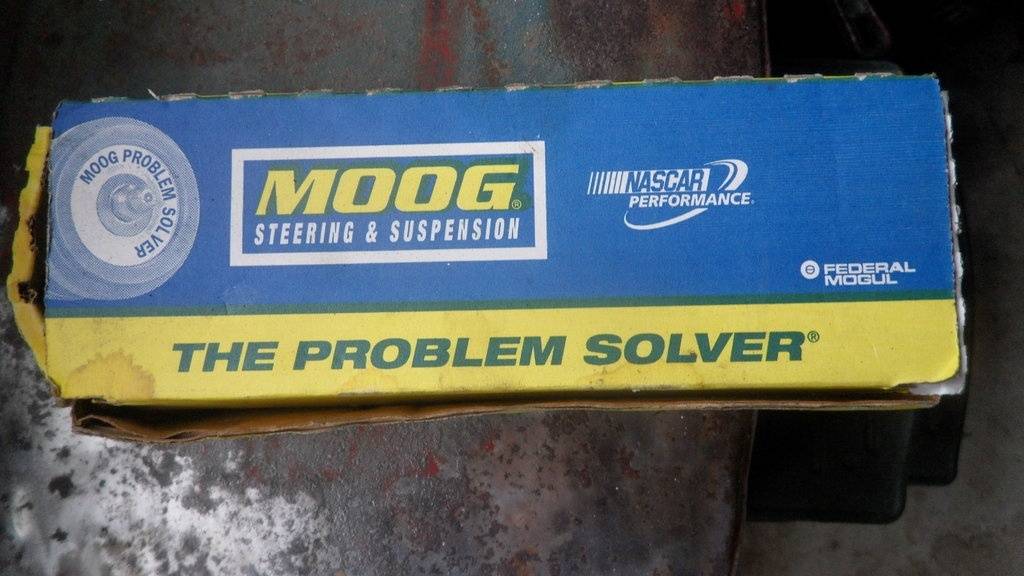 MOOG PROBLEM SOLVER
MOOG®
STEERING & SUSPENSION
NASCAR
PERFORMANCE
FEDERAL
MOGUL
THE PROBLEM SOLVER®